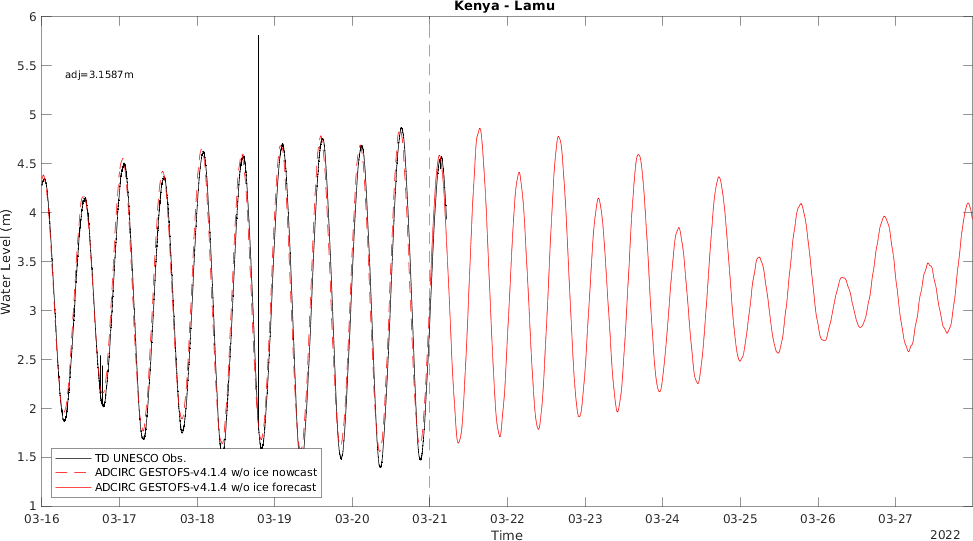 Kenya - Lamu
6
5.5
5
4.5
4
3.5
3
2.5
2
1.5
1
Water Level (m)
adj=3.1587m
TD UNESCO Obs.
ADCIRC GESTOFS-v4.1.4 w/o ice nowcast
ADCIRC GESTOFS-v4.1.4 w/o ice forecast
03-16 03-17 03-18 03-19 03-20 03-21 03-22 03-23 03-24 03-25 03-26 03-27
Time
2022